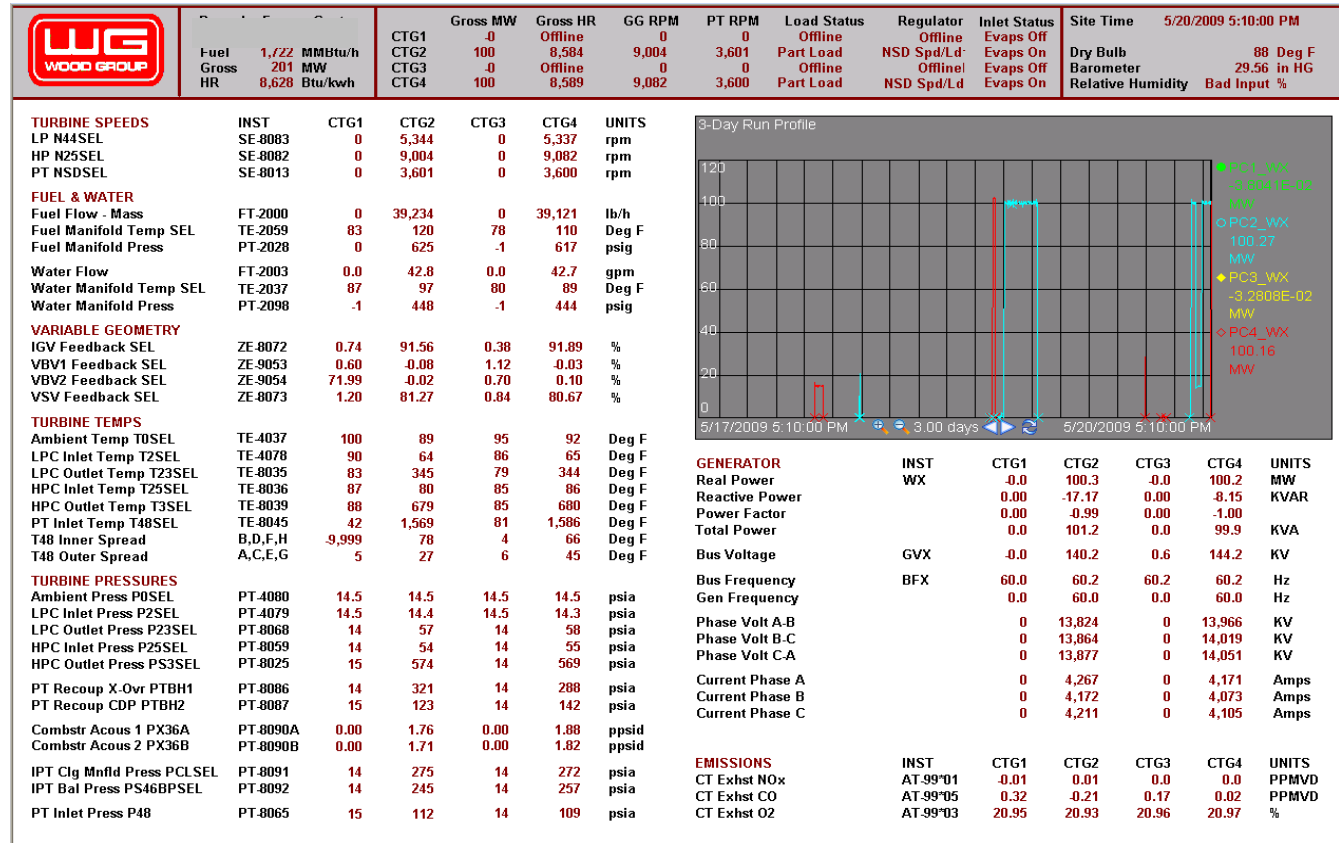 WG
WOOD GROUP
Fuel 1,722 MMBtu/h
Gross 201 MW
HR 8,628 Btu/kwh
Gross MW Gross HR GG RPM PT RPM Load Status Regulator Inlet Status
CTG1 -0 Offline 0 0 Offline Offline Evaps Off
CTG2 100 8,584 9,004 3,601 Part Load NSD Spd/Ld Evaps On
CTG3 -0 Offline 0 0 Offline Offline Evaps Off
CTG4 100 8,589 9,082 3,600 Part Load NSD Spd/Ld Evaps On
Site Time 5/20/2009 5:10:00 PM
Dry Bulb 88 Deg F
Barometer 29.56 in HG
Relative Humidity Bad Input %
TURBINE SPEEDS INST CTG1 CTG2 CTG3 CTG4 UNITS
LP N44SEL SE-8083 0 5,344 0 5,337 rpm
HP N25SEL SE-8082 0 9,004 0 9,082 rpm
PT NSDSEL SE-8013 0 3,601 0 3,600 rpm
FUEL & WATER
Fuel Flow - Mass FT-2000 0 39,234 0 39,121 lb/h
Fuel Manifold Temp SEL TE-2059 83 120 78 110 Deg F
Fuel Manifold Press PT-2028 0 625 -1 617 psig
Water Flow FT-2003 0.0 42.8 0.0 42.7 gpm
Water Manifold Temp SEL TE-2037 87 97 80 89 Deg F
Water Manifold Press PT-2098 -1 448 -1 444 psig
VARIABLE GEOMETRY
IGV Feedback SEL ZE-8072 0.74 91.56 0.38 91.89 %
VBV1 Feedback SEL ZE-9053 0.60 -0.08 1.12 -0.03 %
VBV2 Feedback SEL ZE-9054 71.99 -0.02 0.70 0.10 %
VSV Feedback SEL ZE-8073 1.20 81.27 0.84 80.67 %
TURBINE TEMPS
Ambient Temp T0SEL TE-4037 100 89 95 92 Deg F
LPC Inlet Temp T2SEL TE-4078 90 64 86 65 Deg F
LPC Outlet Temp T23SEL TE-8035 83 345 79 344 Deg F
HPC Inlet Temp T25SEL TE-8036 87 80 85 86 Deg F
HPC Outlet Temp T3SEL TE-8039 88 679 85 680 Deg F
PT Inlet Temp T48SEL TE-8045 42 1,569 81 1,586 Deg F
T48 Inner Spread B,D,F,H -9,999 78 4 66 Deg F
T48 Outer Spread A,C,E,G 5 27 6 45 Deg F
TURBINE PRESSURES
Ambient Press P0SEL PT-4080 14.5 14.5 14.5 14.5 psia
LPC Inlet Press P2SEL PT-4079 14.5 14.4 14.5 14.3 psia
LPC Outlet Press P23SEL PT-8068 14 57 14 58 psia
HPC Inlet Press P25SEL PT-8059 14 54 14 55 psia
HPC Outlet Press PS3SEL PT-8025 15 574 14 569 psia
PT Recoup X-Ovr PTBH1 PT-8086 14 321 14 288 psia
PT Recoup CDP PTBH2 PT-8087 15 123 14 142 psia
Combstr Acous 1 PX36A PT-8090A 0.00 1.76 0.00 1.88 ppsid
Combstr Acous 2 PX36B PT-8090B 0.00 1.71 0.00 1.82 ppsid
IPT Clg Mnfld Press PCLSEL PT-8091 14 275 14 272 psia
IPT Bal Press PS46BPSEL PT-8092 14 245 14 257 psia
PT Inlet Press P48 PT-8065 15 112 14 109 psia
3-Day Run Profile
120
100
80
60
40
20
0
PC1_WX
-3.6041E-02
MW
PC2_WX
100.27
MW
PC3_WX
-3.2808E-02
MW
PC4_WX
100.16
MW
5/17/2009 5:10:00 PM 3.00 days 5/20/2009 5:10:00 PM
GENERATOR INST CTG1 CTG2 CTG3 CTG4 UNITS
Real Power WX -0.0 100.3 -0.0 100.2 MW
Reactive Power 0.00 -17.17 0.00 -8.15 KVAR
Power Factor 0.00 -0.99 0.00 -1.00
Total Power 0.0 101.2 0.0 99.9 KVA
Bus Voltage GVX -0.0 140.2 0.6 144.2 KV
Bus Frequency BFX 60.0 60.2 60.2 60.2 Hz
Gen Frequency 0.0 60.0 0.0 60.0 Hz
Phase Volt A-B 0 13,824 0 13,966 KV
Phase Volt B-C 0 13,864 0 14,019 KV
Phase Volt C-A 0 13,877 0 14,051 KV
Current Phase A 0 4,267 0 4,171 Amps
Current Phase B 0 4,172 0 4,073 Amps
Current Phase C 0 4,211 0 4,105 Amps
EMISSIONS INST CTG1 CTG2 CTG3 CTG4 UNITS
CT Exhst NOx AT-99*01 -0.01 0.01 0.0 0.0 PPMVD
CT Exhst CO AT-99*05 0.32 -0.21 0.17 0.02 PPMVD
CT Exhst O2 AT-99*03 20.95 20.93 20.96 20.97 %